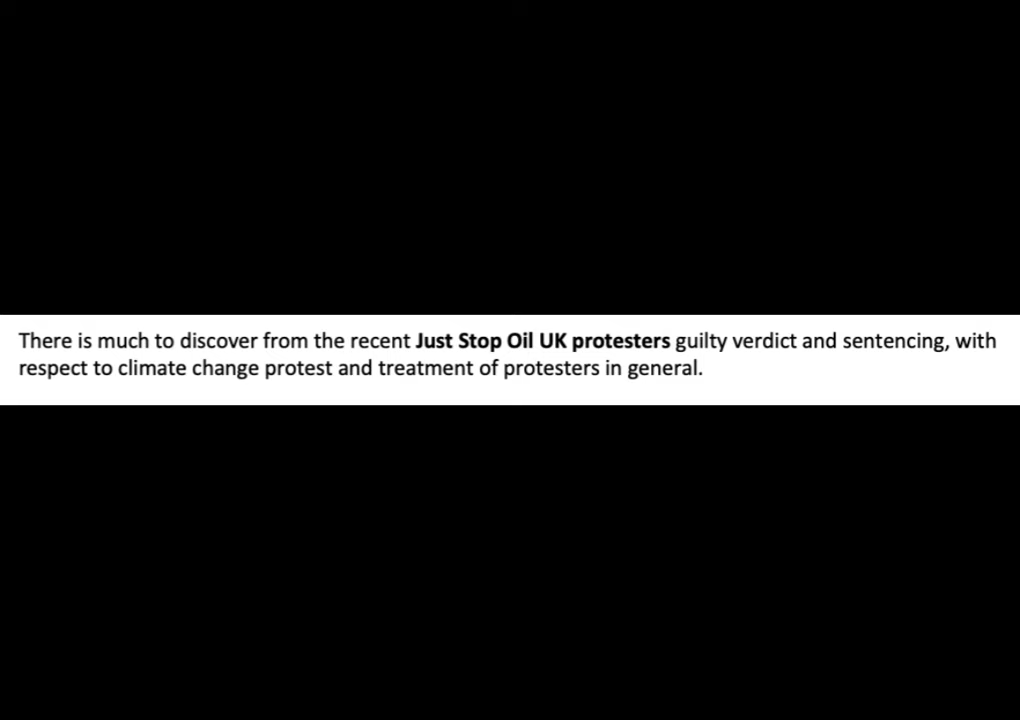 There is much to discover from the recent Just Stop Oil UK protesters guilty verdict and sentencing, with
respect to climate change protest and treatment of protesters in general.